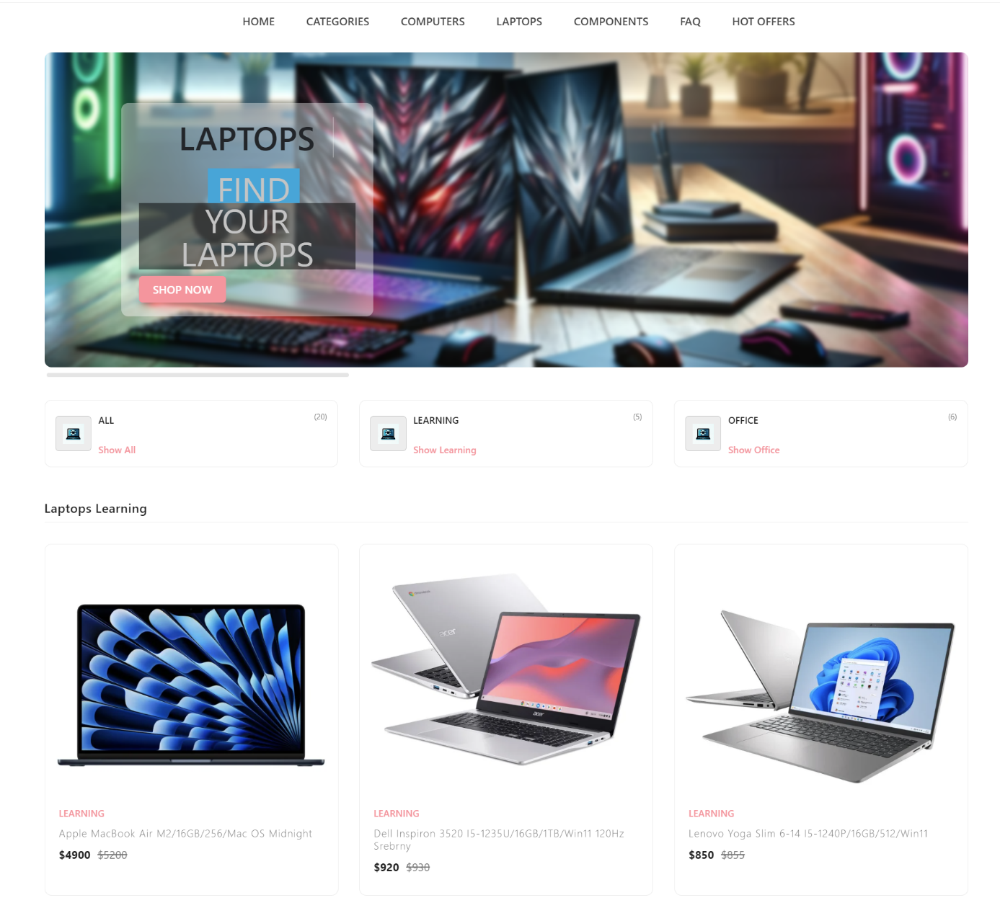 HOME CATEGORIES COMPUTERS LAPTOPS COMPONENTS FAQ HOT OFFERS
LAPTOPS
FIND
YOUR
LAPTOPS
SHOP NOW
ALL (20)
Show All
LEARNING (5)
Show Learning
OFFICE (6)
Show Office
Laptops Learning
acer
acer
LEARNING
Apple MacBook Air M2/16GB/256/Mac OS Midnight
$4900 $5200
LEARNING
Dell Inspiron 3520 I5-1235U/16GB/1TB/Win11 120Hz
Srebrny
$920 $930
LEARNING
Lenovo Yoga Slim 6-14 I5-1240P/16GB/512/Win11
$850 $855